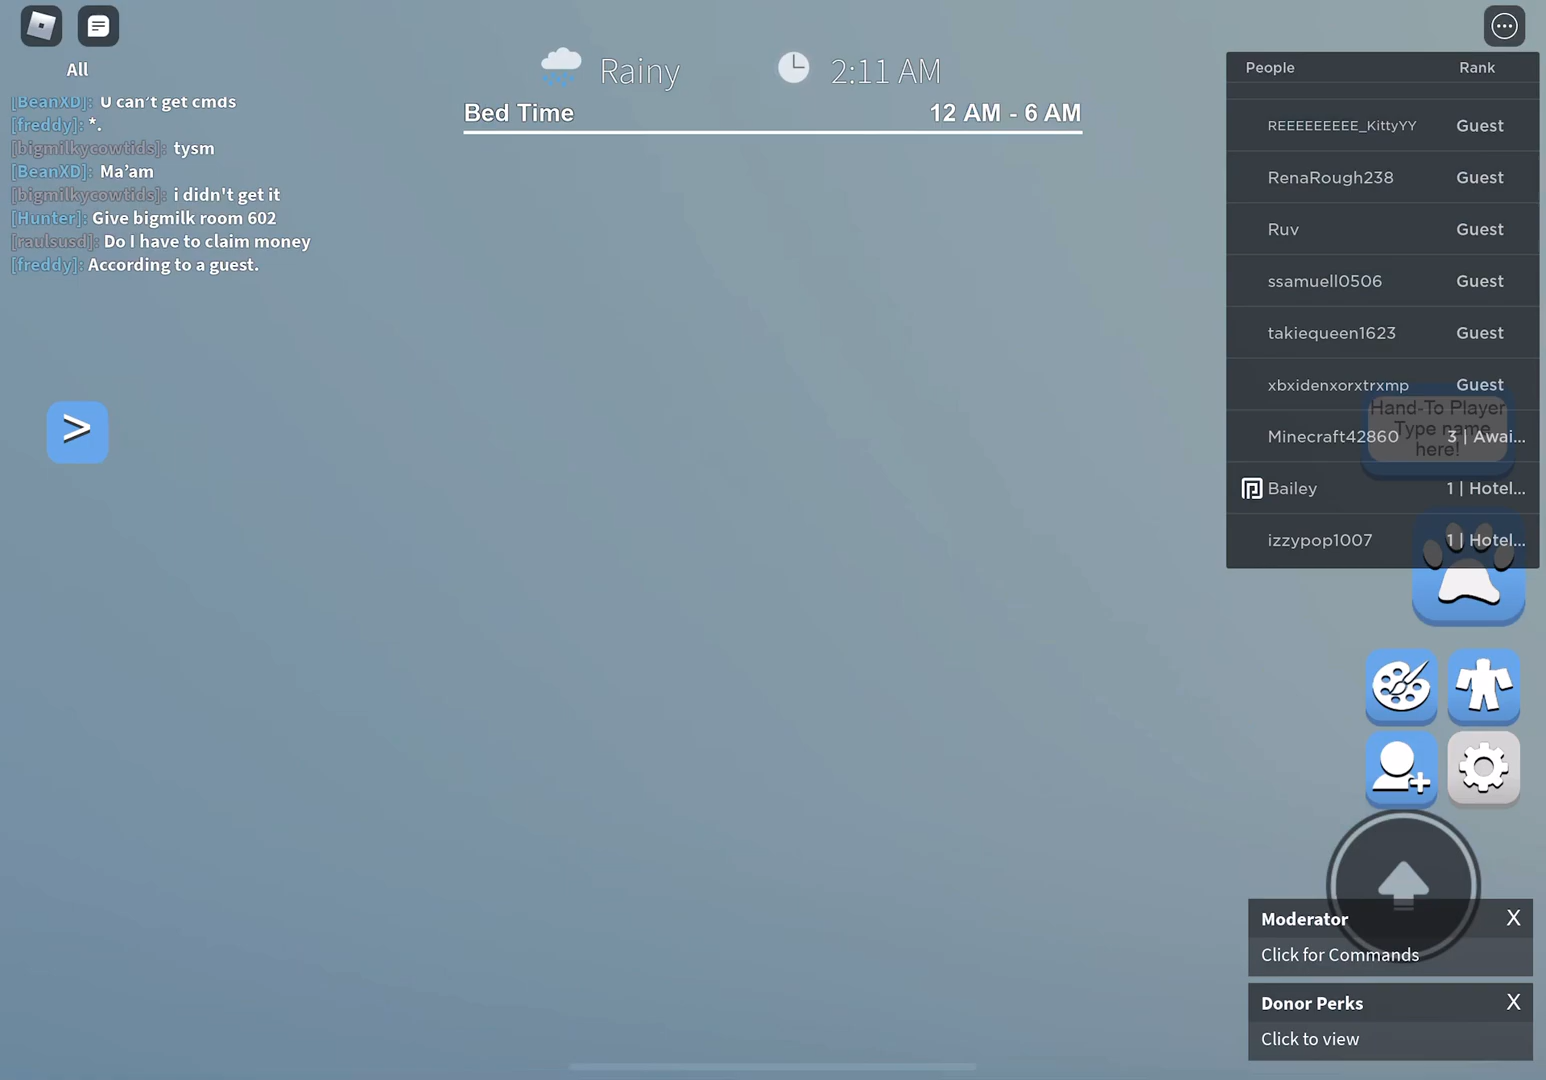 All
Rainy
2:11 AM
Bed Time
12 AM - 6 AM
[BeanXD]: U can't get cmds
[freddy]: *.
[bigmilkycowtids]: tysm
[BeanXD]: Ma'am
[bigmilkycowtids]: i didn't get it
[Hunter]: Give bigmilk room 602
[raulsusd]: Do I have to claim money
[freddy]: According to a guest.
>
People Rank
REEEEEEEEE_KittyYY Guest
RenaRough238 Guest
Ruv Guest
ssamuell0506 Guest
takiequeen1623 Guest
xbxidenxorxtrxmp Guest
Minecraft42860 3 | Awai...
Bailey 1 | Hotel...
izzypop1007 1 | Hotel...
Hand-To Player
Type name
here!
Moderator X
Click for Commands
Donor Perks X
Click to view